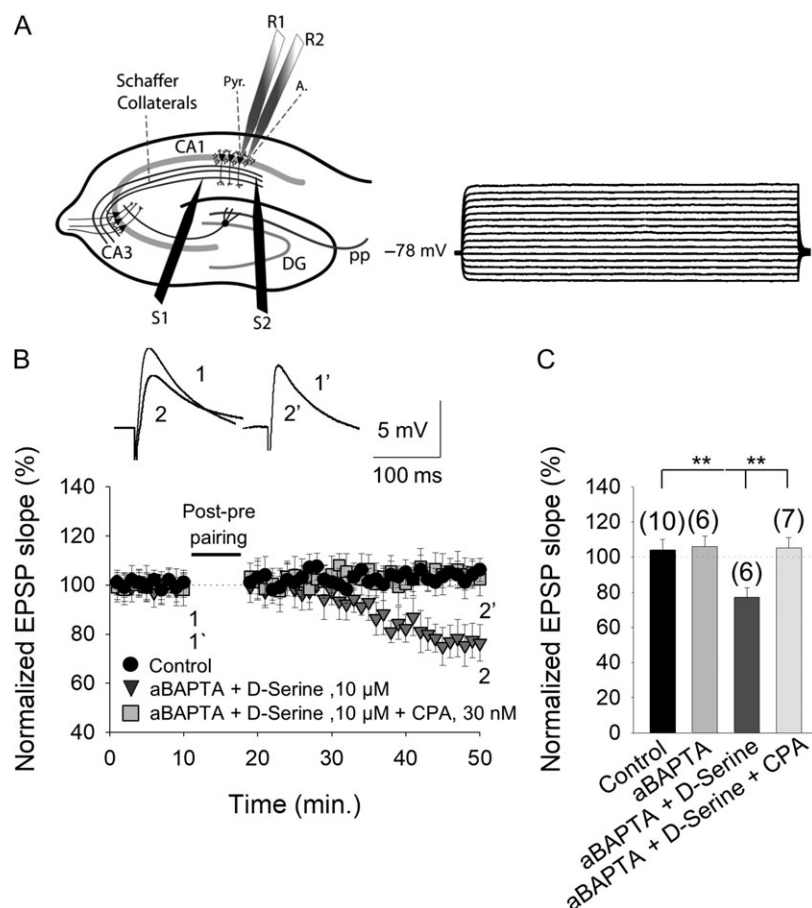 A
R1
R2
Schaffer
Collaterals
Pyr.
A.
CA1
CA3
DG
pp
S1
S2
–78 mV
B
1
2
1'
2'
5 mV
100 ms
Normalized EPSP slope (%)
140
120
100
80
60
40
Post-pre
pairing
1
1`
2'
2
Control
aBAPTA + D-Serine ,10 µM
aBAPTA + D-Serine ,10 µM + CPA, 30 nM
0
10
20
30
40
50
Time (min.)
C
Normalized EPSP slope (%)
140
120
100
80
60
40
20
0
**
**
(10)
(6)
(6)
(7)
Control
aBAPTA
aBAPTA + D-Serine
aBAPTA + D-Serine + CPA